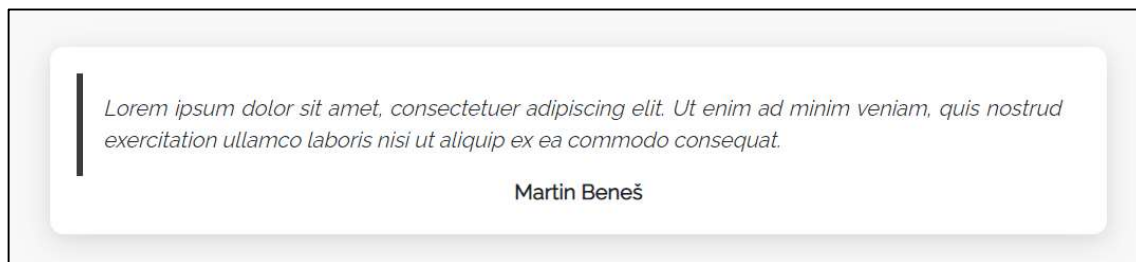 Lorem ipsum dolor sit amet, consectetuer adipiscing elit. Ut enim ad minim veniam, quis nostrud
exercitation ullamco laboris nisi ut aliquip ex ea commodo consequat.
Martin Beneš